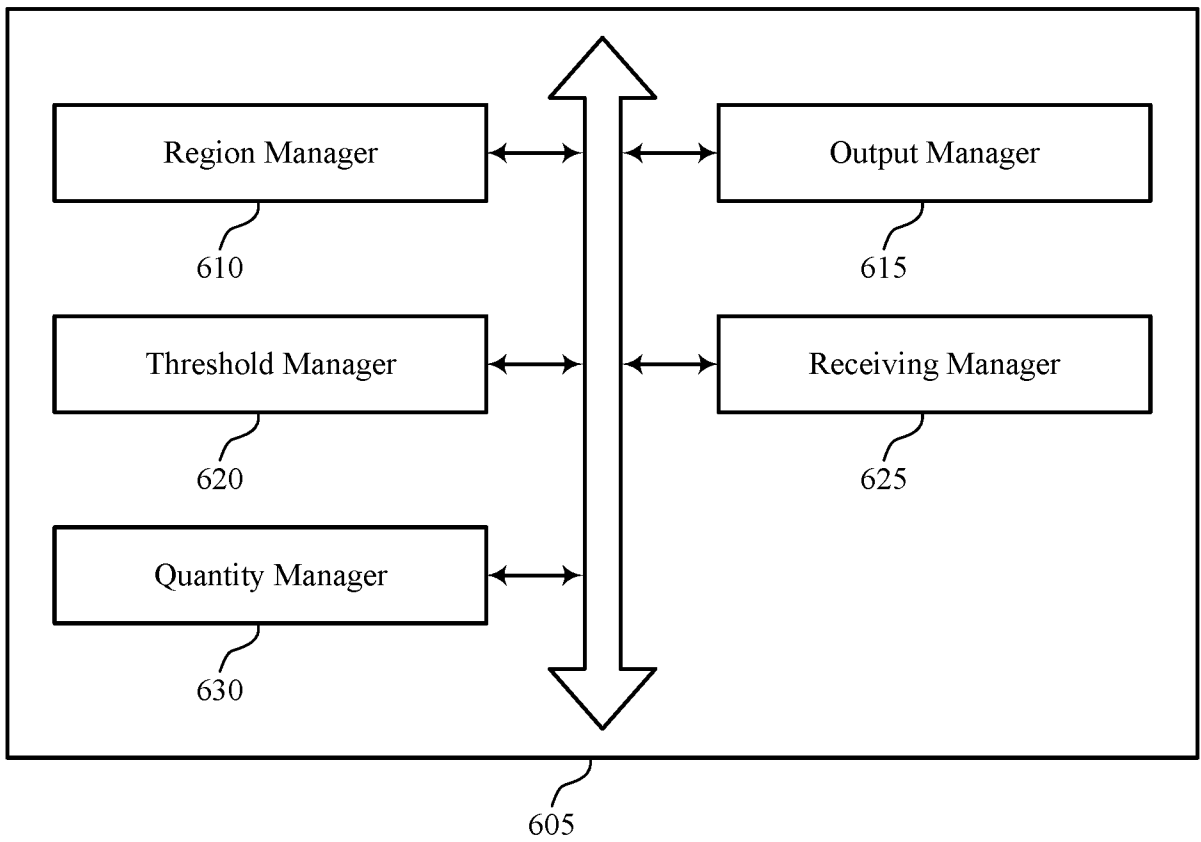 Region Manager
610
Output Manager
615
Threshold Manager
620
Receiving Manager
625
Quantity Manager
630
605